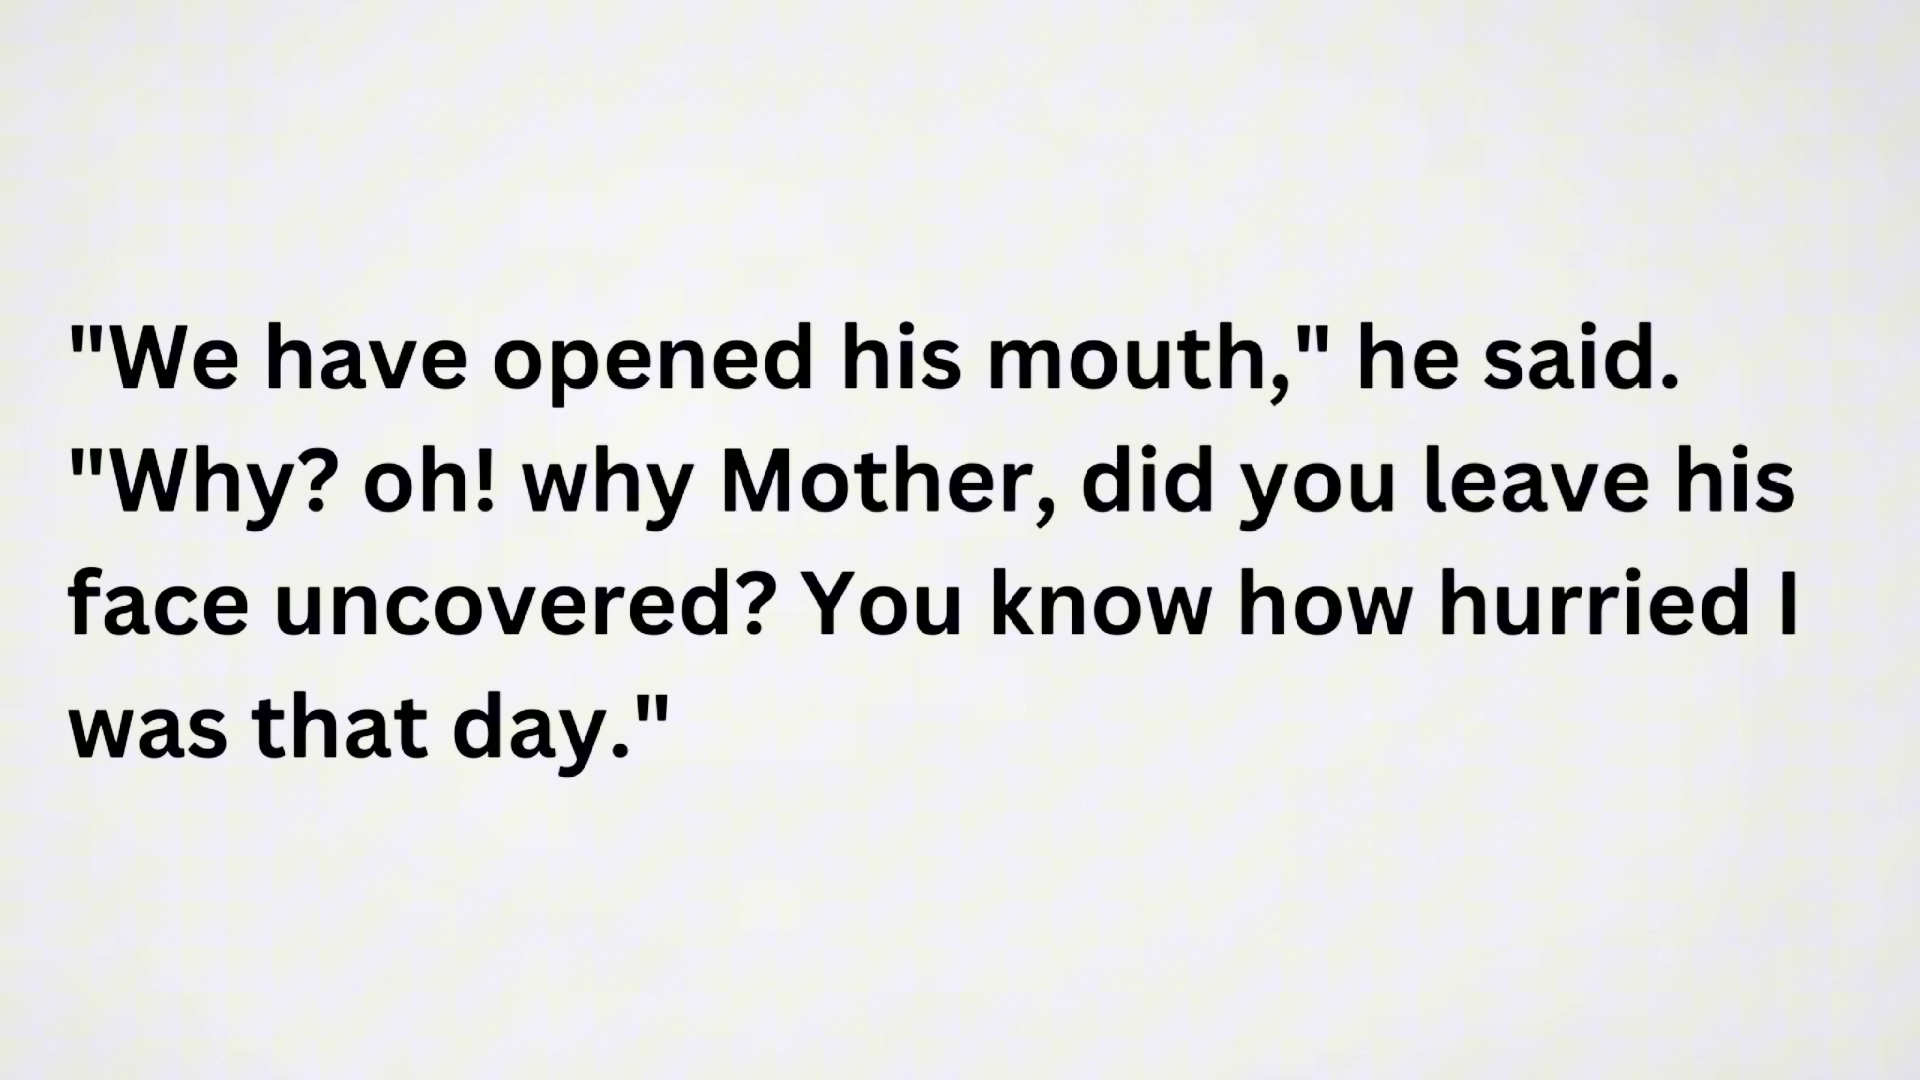 "We have opened his mouth," he said.
"Why? oh! why Mother, did you leave his
face uncovered? You know how hurried I
was that day."